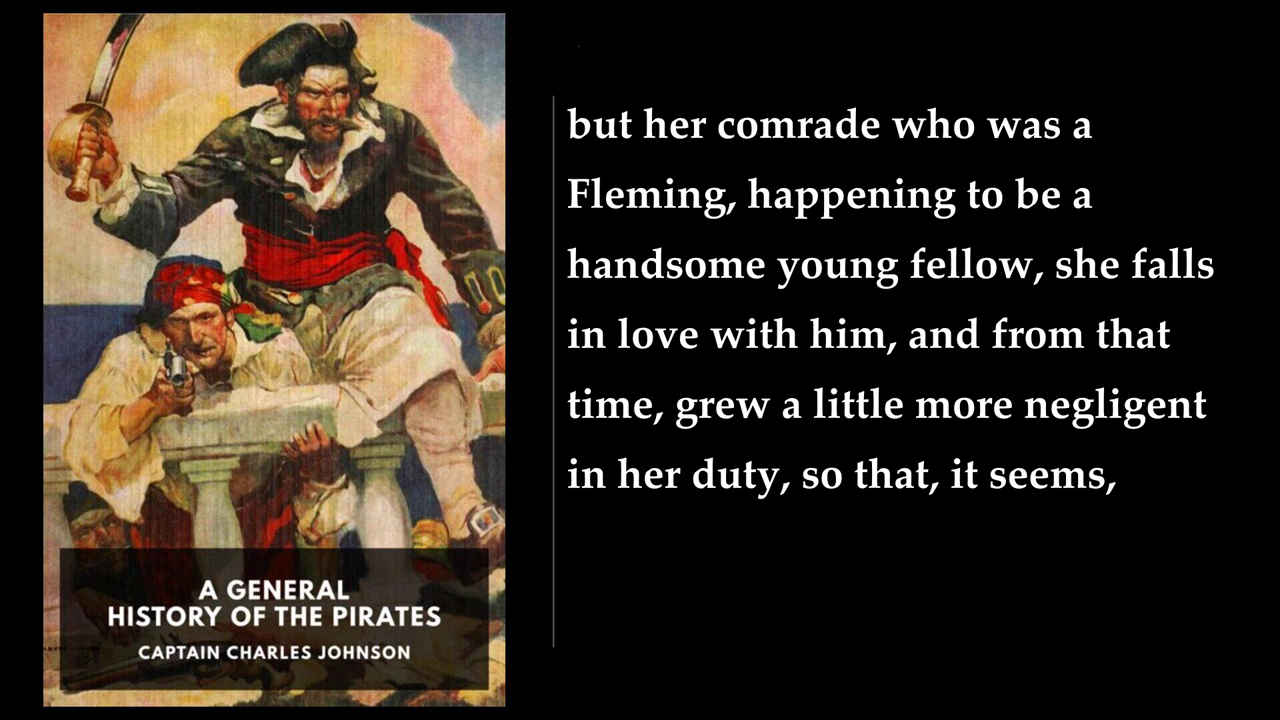 A GENERAL
HISTORY OF THE PIRATES
CAPTAIN CHARLES JOHNSON
but her comrade who was a
Fleming, happening to be a
handsome young fellow, she falls
in love with him, and from that
time, grew a little more negligent
in her duty, so that, it seems,